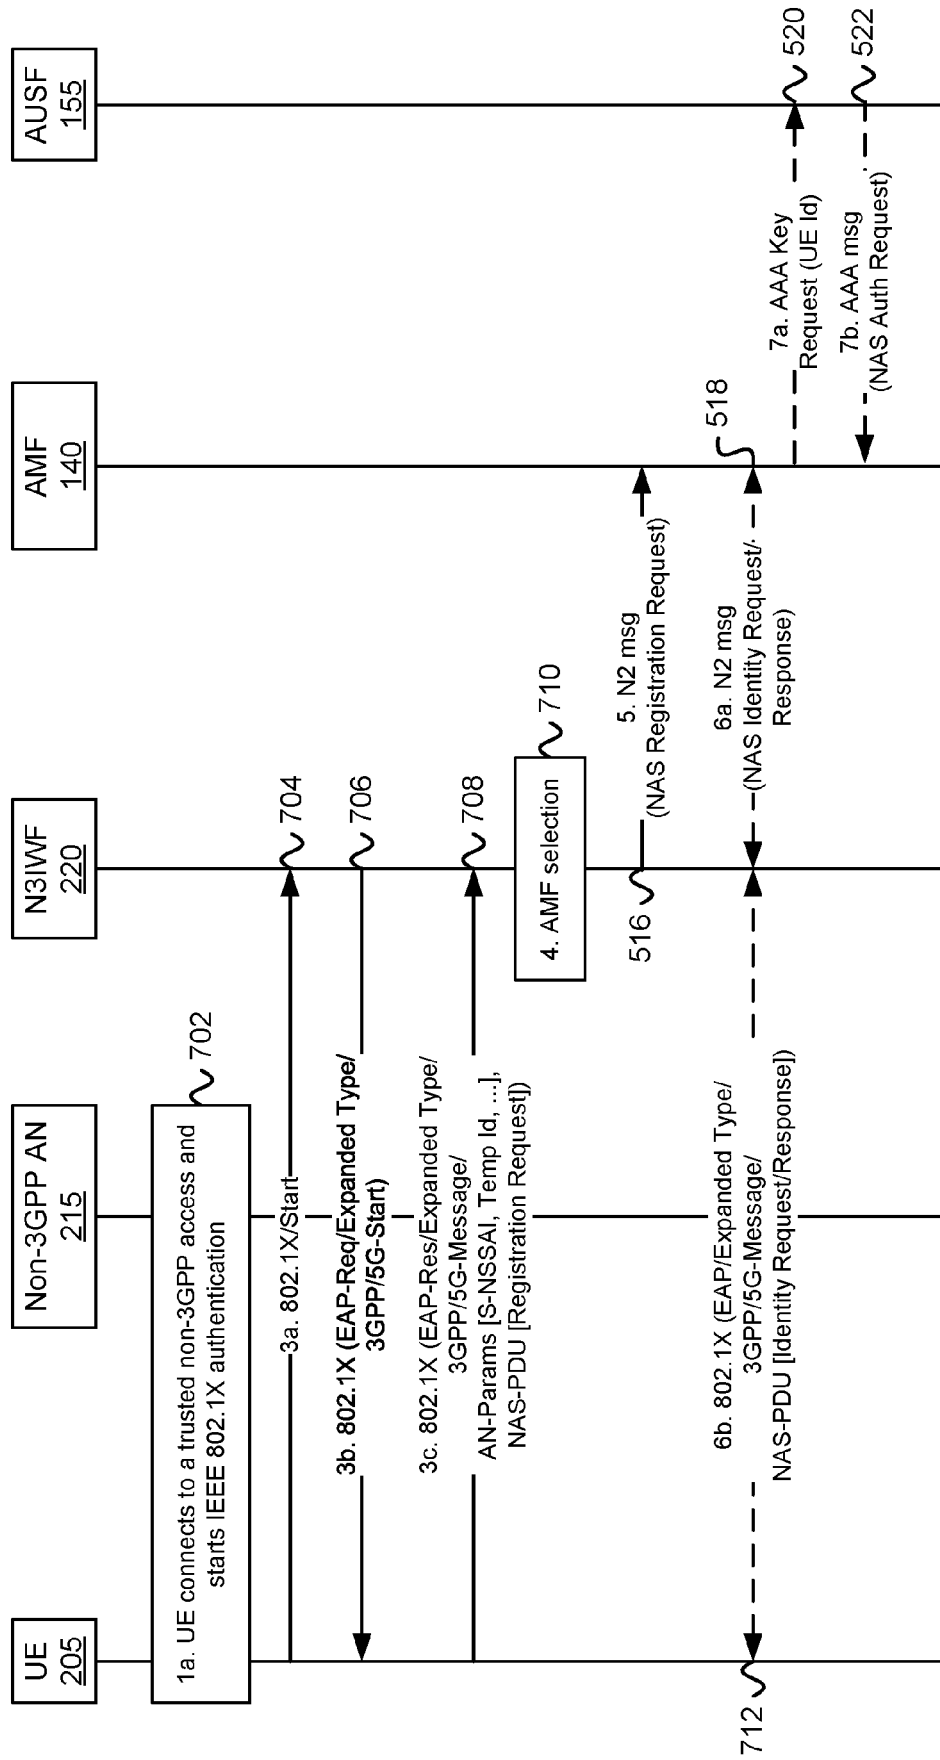 UE
205
Non-3GPP AN
215
N3IWF
220
AMF
140
AUSF
155
1a. UE connects to a trusted non-3GPP access and
starts IEEE 802.1X authentication
702
3a. 802.1X/Start
704
3b. 802.1X (EAP-Req/Expanded Type/
3GPP/5G-Start)
706
3c. 802.1X (EAP-Res/Expanded Type/
3GPP/5G-Message/
AN-Params [S-NSSAI, Temp Id, ...],
NAS-PDU [Registration Request])
708
4. AMF selection
710
516
5. N2 msg
(NAS Registration Request)
712
6b. 802.1X (EAP/Expanded Type/
3GPP/5G-Message/
NAS-PDU [Identity Request/Response])
6a. N2 msg
(NAS Identity Request/
Response)
518
7a. AAA Key
Request (UE Id)
520
7b. AAA msg
(NAS Auth Request)
522